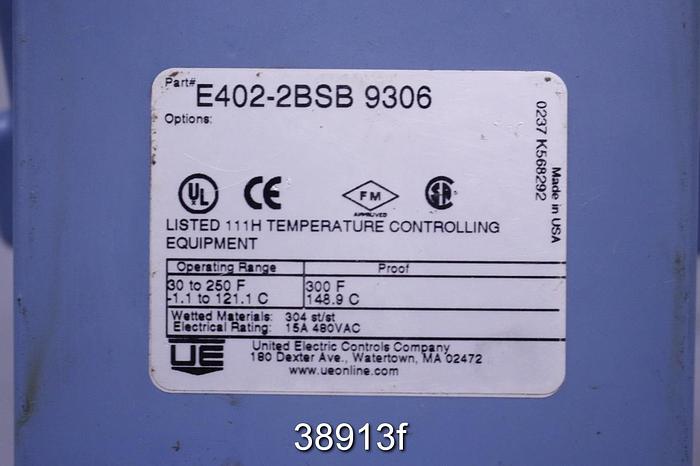 Part# E402-2BSB 9306
Options:
UL CE FM SA
APPROVED
LISTED 111H TEMPERATURE CONTROLLING
EQUIPMENT
Operating Range Proof
30 to 250 F 300 F
-1.1 to 121.1 C 148.9 C
Wetted Materials: 304 st/st
Electrical Rating: 15A 480VAC
UE
United Electric Controls Company
180 Dexter Ave., Watertown, MA 02472
www.ueonline.com
0237 K568292
Made in USA
38913f